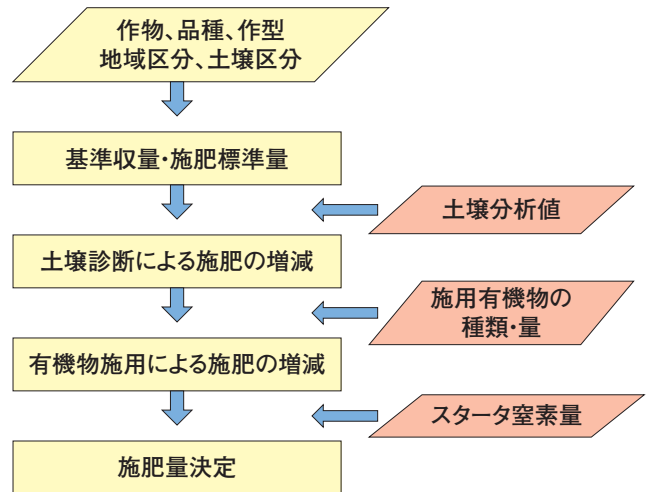 作物、品種、作型
地域区分、土壌区分
基準収量・施肥標準量
土壌分析値
土壌診断による施肥の増減
施用有機物の
種類・量
有機物施用による施肥の増減
スタータ窒素量
施肥量決定